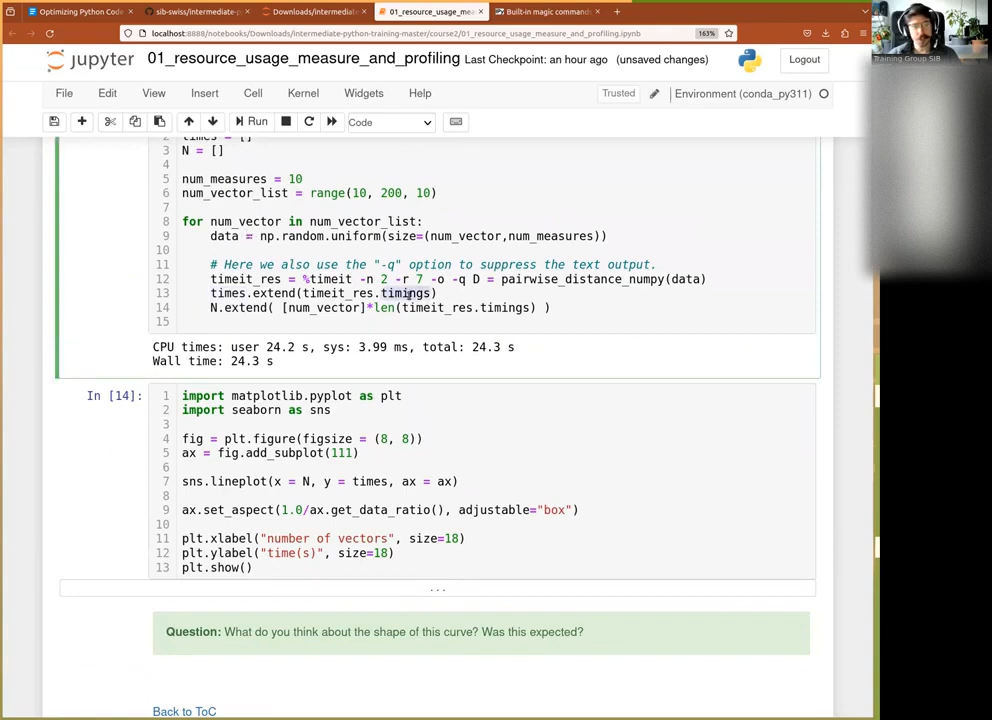 Optimizing Python Code
sib-swiss/intermediate-p
Downloads/intermediate
01_resource_usage_mea
Built-in magic command
localhost:8888/notebooks/Downloads/intermediate-python-training-master/course2/01_resource_usage_measure_and_profiling.ipynb
163%
Training Group SIB
jupyter 01_resource_usage_measure_and_profiling Last Checkpoint: an hour ago (unsaved changes)
Logout
File Edit View Insert Cell Kernel Widgets Help
Trusted
Environment (conda_py311)
Run
Code
2 times = []
3 N = []
4
5 num_measures = 10
6 num_vector_list = range(10, 200, 10)
7
8 for num_vector in num_vector_list:
9 data = np.random.uniform(size=(num_vector,num_measures))
10
11 # Here we also use the "-q" option to suppress the text output.
12 timeit_res = %timeit -n 2 -r 7 -o -q D = pairwise_distance_numpy(data)
13 times.extend(timeit_res.timings)
14 N.extend( [num_vector]*len(timeit_res.timings) )
15
CPU times: user 24.2 s, sys: 3.99 ms, total: 24.3 s
Wall time: 24.3 s
In [14]:
1 import matplotlib.pyplot as plt
2 import seaborn as sns
3
4 fig = plt.figure(figsize = (8, 8))
5 ax = fig.add_subplot(111)
6
7 sns.lineplot(x = N, y = times, ax = ax)
8
9 ax.set_aspect(1.0/ax.get_data_ratio(), adjustable="box")
10
11 plt.xlabel("number of vectors", size=18)
12 plt.ylabel("time(s)", size=18)
13 plt.show()
...
Question: What do you think about the shape of this curve? Was this expected?
Back to ToC